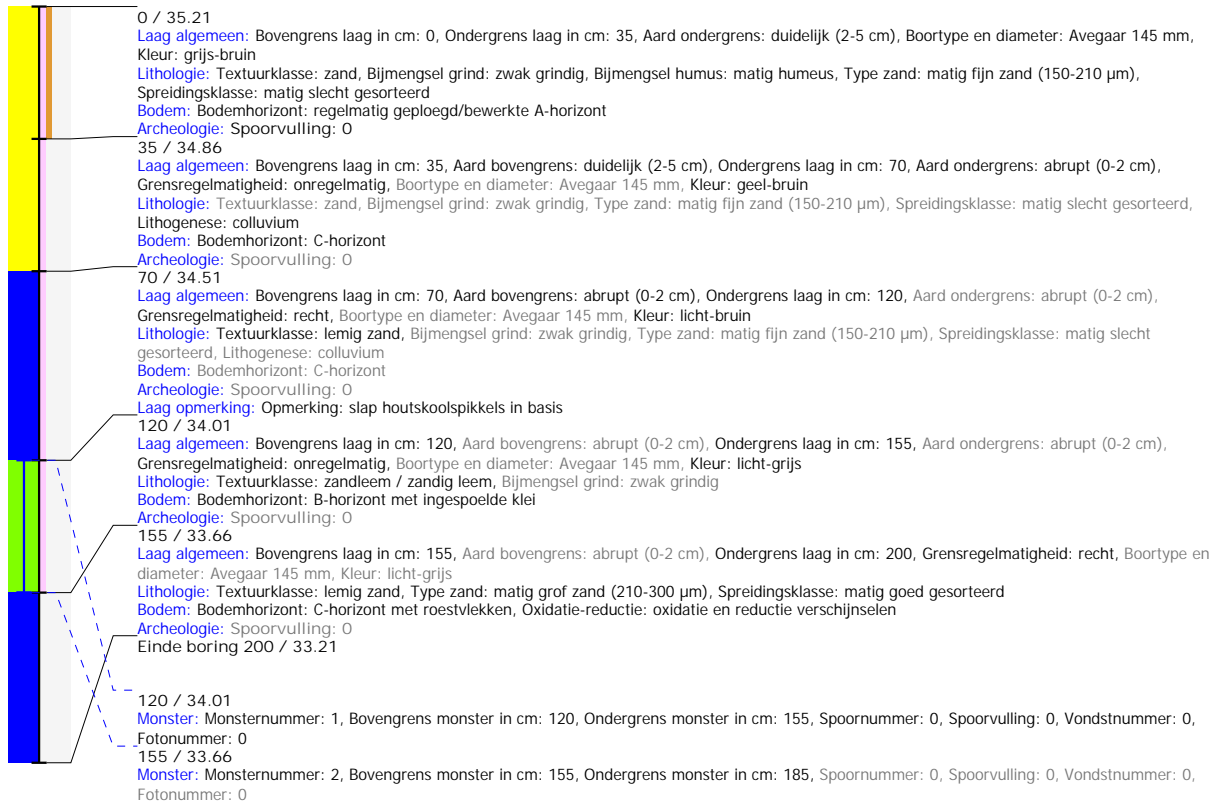 0 / 35.21
Laag algemeen: Bovengrens laag in cm: 0, Ondergrens laag in cm: 35, Aard ondergrens: duidelijk (2-5 cm), Boortype en diameter: Avegaar 145 mm,
Kleur: grijs-bruin
Lithologie: Textuurklasse: zand, Bijmengsel grind: zwak grindig, Bijmengsel humus: matig humeus, Type zand: matig fijn zand (150-210 µm),
Spreidingsklasse: matig slecht gesorteerd
Bodem: Bodemhorizont: regelmatig geploegd/bewerkte A-horizont
Archeologie: Spoorvulling: 0
35 / 34.86
Laag algemeen: Bovengrens laag in cm: 35, Aard bovengrens: duidelijk (2-5 cm), Ondergrens laag in cm: 70, Aard ondergrens: abrupt (0-2 cm),
Grensregelmatigheid: onregelmatig, Boortype en diameter: Avegaar 145 mm, Kleur: geel-bruin
Lithologie: Textuurklasse: zand, Bijmengsel grind: zwak grindig, Type zand: matig fijn zand (150-210 µm), Spreidingsklasse: matig slecht gesorteerd,
Lithogenese: colluvium
Bodem: Bodemhorizont: C-horizont
Archeologie: Spoorvulling: 0
70 / 34.51
Laag algemeen: Bovengrens laag in cm: 70, Aard bovengrens: abrupt (0-2 cm), Ondergrens laag in cm: 120, Aard ondergrens: abrupt (0-2 cm),
Grensregelmatigheid: recht, Boortype en diameter: Avegaar 145 mm, Kleur: licht-bruin
Lithologie: Textuurklasse: lemig zand, Bijmengsel grind: zwak grindig, Type zand: matig fijn zand (150-210 µm), Spreidingsklasse: matig slecht
gesorteerd, Lithogenese: colluvium
Bodem: Bodemhorizont: C-horizont
Archeologie: Spoorvulling: 0
Laag opmerking: Opmerking: slap houtskoolspikkels in basis
120 / 34.01
Laag algemeen: Bovengrens laag in cm: 120, Aard bovengrens: abrupt (0-2 cm), Ondergrens laag in cm: 155, Aard ondergrens: abrupt (0-2 cm),
Grensregelmatigheid: onregelmatig, Boortype en diameter: Avegaar 145 mm, Kleur: licht-grijs
Lithologie: Textuurklasse: zandleem / zandig leem, Bijmengsel grind: zwak grindig
Bodem: Bodemhorizont: B-horizont met ingespoelde klei
Archeologie: Spoorvulling: 0
155 / 33.66
Laag algemeen: Bovengrens laag in cm: 155, Aard bovengrens: abrupt (0-2 cm), Ondergrens laag in cm: 200, Grensregelmatigheid: recht, Boortype en
diameter: Avegaar 145 mm, Kleur: licht-grijs
Lithologie: Textuurklasse: lemig zand, Type zand: matig grof zand (210-300 µm), Spreidingsklasse: matig goed gesorteerd
Bodem: Bodemhorizont: C-horizont met roestvlekken, Oxidatie-reductie: oxidatie en reductie verschijnselen
Archeologie: Spoorvulling: 0
Einde boring 200 / 33.21
120 / 34.01
Monster: Monsternummer: 1, Bovengrens monster in cm: 120, Ondergrens monster in cm: 155, Spoornummer: 0, Spoorvulling: 0, Vondstnummer: 0,
Fotonummer: 0
155 / 33.66
Monster: Monsternummer: 2, Bovengrens monster in cm: 155, Ondergrens monster in cm: 185, Spoornummer: 0, Spoorvulling: 0, Vondstnummer: 0,
Fotonummer: 0